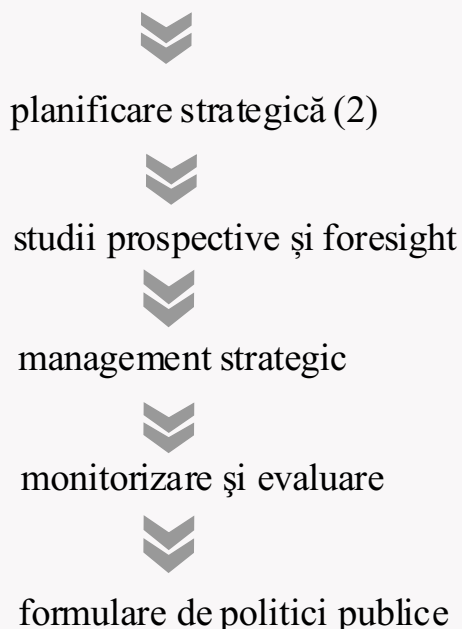 planificare strategică (2)
studii prospective și foresight
management strategic
monitorizare şi evaluare
formulare de politici publice